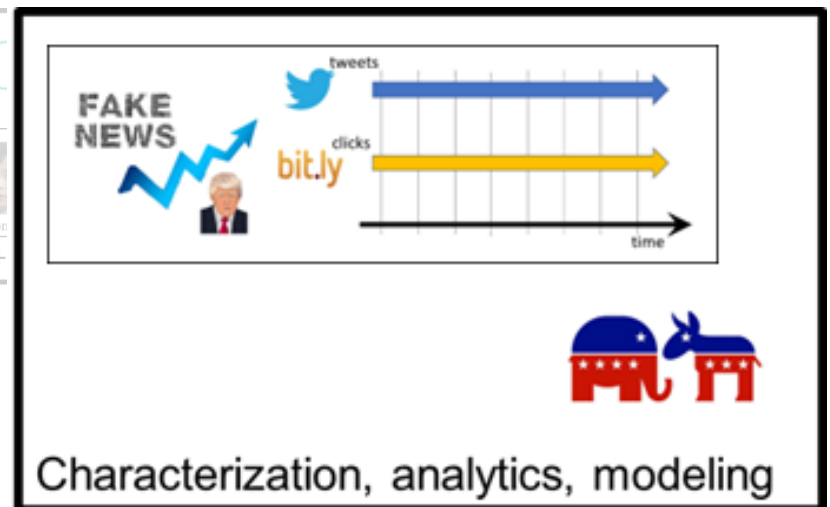 tweets
FAKE
NEWS
clicks
bit.ly
time
Characterization, analytics, modeling